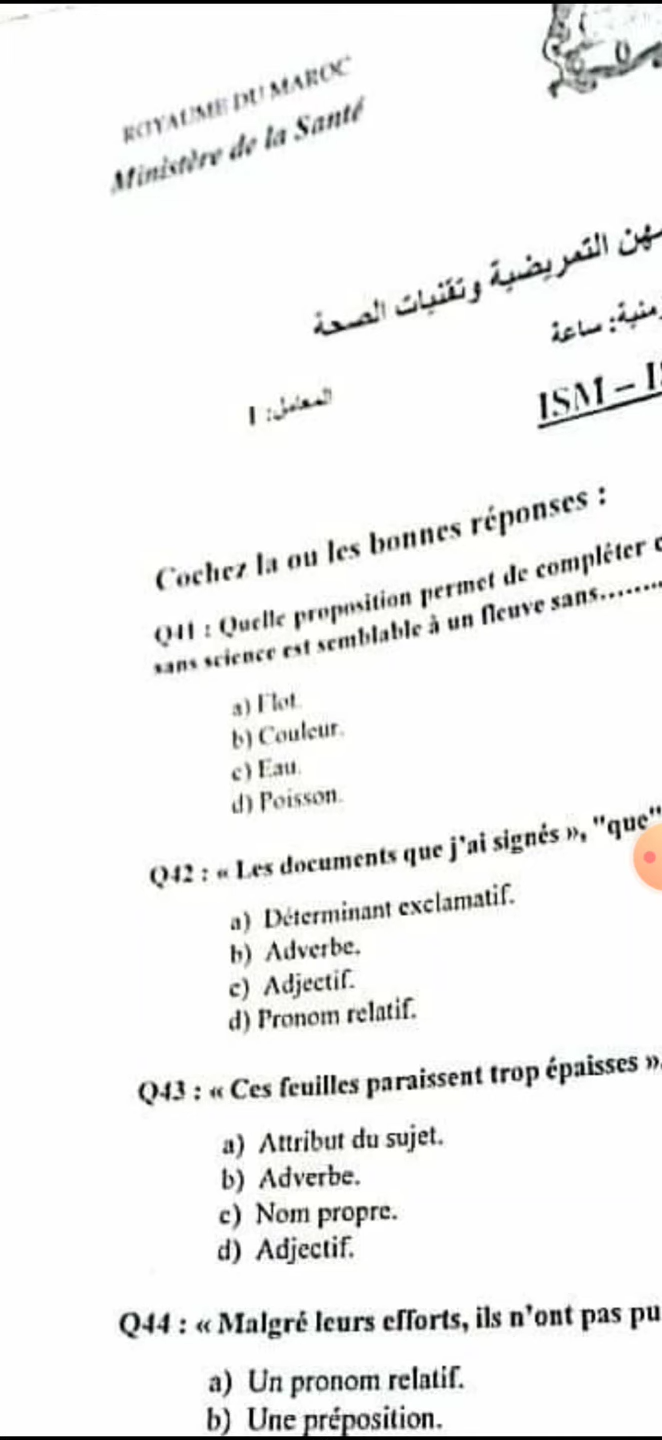 ROYAUME DU MAROC
Ministère de la Santé
التمريضية وتقنيات الصحة
ساعة
المعامل: 1
ISM –
Cochez la ou les bonnes réponses :
Q41 : Quelle proposition permet de compléter
sans science est semblable à un fleuve sans........
a) Flot.
b) Couleur.
c) Eau.
d) Poisson.
Q42 : « Les documents que j'ai signés », "que"
a) Déterminant exclamatif.
b) Adverbe.
c) Adjectif.
d) Pronom relatif.
Q43 : « Ces feuilles paraissent trop épaisses »
a) Attribut du sujet.
b) Adverbe.
c) Nom propre.
d) Adjectif.
Q44 : « Malgré leurs efforts, ils n'ont pas pu
a) Un pronom relatif.
b) Une préposition.